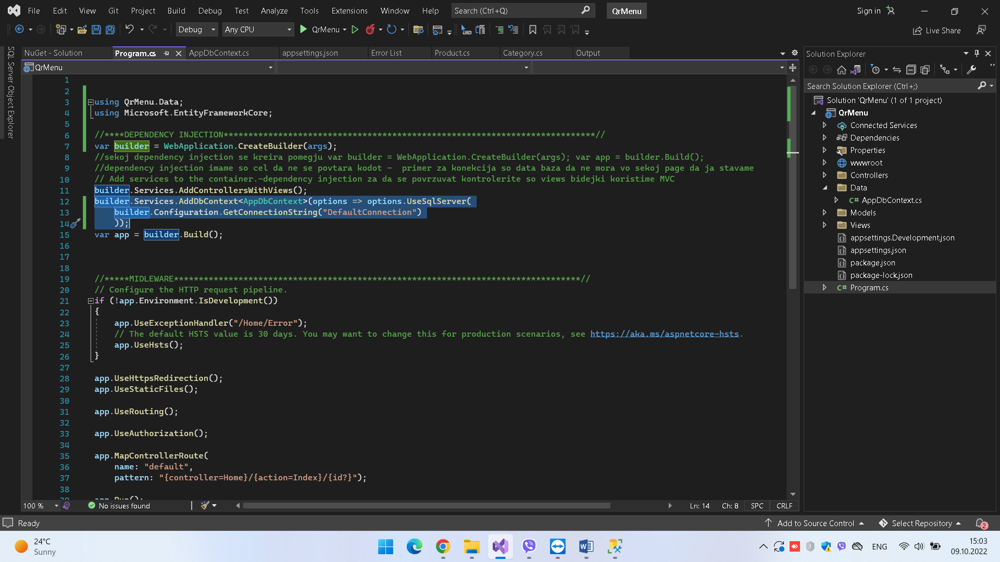 File Edit View Git Project Build Debug Test Analyze Tools Extensions Window Help Search (Ctrl+Q) QrMenu Sign in
Debug Any CPU QrMenu Live Share
SQL Server Object Explorer
NuGet - Solution Program.cs AppDbContext.cs appsettings.json Error List Product.cs Category.cs Output
QrMenu
1
2
3 using QrMenu.Data;
4 using Microsoft.EntityFrameworkCore;
5
6 //****DEPENDENCY INJECTION***************************************************************************//
7 var builder = WebApplication.CreateBuilder(args);
8 //sekoj dependency injection se kreira pomegju var builder = WebApplication.CreateBuilder(args); var app = builder.Build();
9 //dependency injection imame so cel da ne se povtara kodot - primer za konekcija so data baza da ne mora vo sekoj page da ja stavame
10 // Add services to the container.-dependency injection za da se povrzuvat kontrolerite so views bidejki koristime MVC
11 builder.Services.AddControllersWithViews();
12 builder.Services.AddDbContext<AppDbContext>(options => options.UseSqlServer(
13 builder.Configuration.GetConnectionString("DefaultConnection")
14 ));
15 var app = builder.Build();
16
17
18
19 //*****MIDLEWARE**********************************************************************************//
20 // Configure the HTTP request pipeline.
21 if (!app.Environment.IsDevelopment())
22 {
23 app.UseExceptionHandler("/Home/Error");
24 // The default HSTS value is 30 days. You may want to change this for production scenarios, see https://aka.ms/aspnetcore-hsts.
25 app.UseHsts();
26 }
27
28 app.UseHttpsRedirection();
29 app.UseStaticFiles();
30
31 app.UseRouting();
32
33 app.UseAuthorization();
34
35 app.MapControllerRoute(
36 name: "default",
37 pattern: "{controller=Home}/{action=Index}/{id?}");
38
39 app.Run();
100 % No issues found Ln: 14 Ch: 8 SPC CRLF
Solution Explorer
Search Solution Explorer (Ctrl+;)
Solution 'QrMenu' (1 of 1 project)
QrMenu
Connected Services
Dependencies
Properties
wwwroot
Controllers
Data
C# AppDbContext.cs
Models
Views
appsettings.Development.json
appsettings.json
package.json
package-lock.json
C# Program.cs
Ready Add to Source Control Select Repository 2
24°C
Sunny
ENG
15:03
09.10.2022